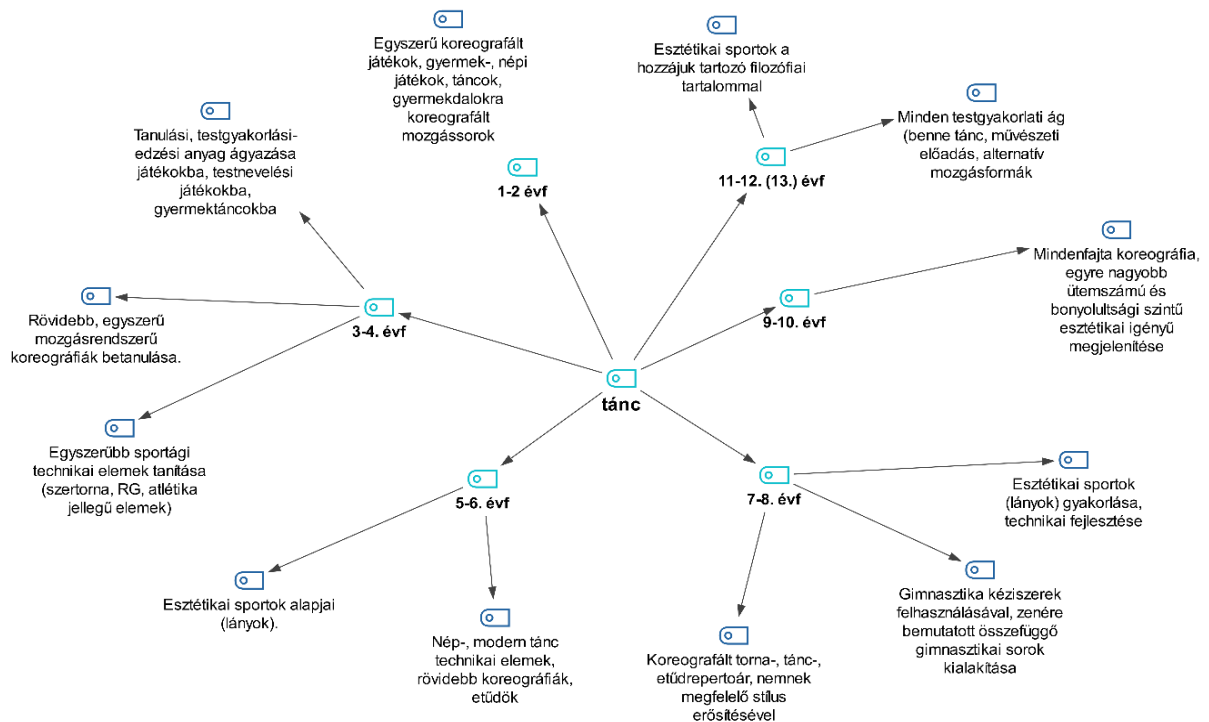 Egyszerű koreografált
játékok, gyermek-, népi
játékok, táncok,
gyermekdalokra
koreografált
mozgássorok
1-2 évf
Esztétikai sportok a
hozzájuk tartozó filozófiai
tartalommal
Minden testgyakorlati ág
(benne tánc, művészeti
előadás, alternatív
mozgásformák
11-12. (13.) évf
Tanulási, testgyakorlási-
edzési anyag ágyazása
játékokba, testnevelési
játékokba,
gyermektáncokba
Rövidebb, egyszerű
mozgásrendszerű
koreográfiák betanulása.
3-4. évf
Egyszerűbb sportági
technikai elemek tanítása
(szertorna, RG, atlétika
jellegű elemek)
Mindenfajta koreográfia,
egyre nagyobb
ütemszámú és
bonyolultsági szintű
esztétikai igényű
megjelenítése
9-10. évf
tánc
5-6. évf
Esztétikai sportok alapjai
(lányok).
Nép-, modern tánc
technikai elemek,
rövidebb koreográfiák,
etűdök
7-8. évf
Esztétikai sportok
(lányok) gyakorlása,
technikai fejlesztése
Gimnasztika kéziszerek
felhasználásával, zenére
bemutatott összefüggő
gimnasztikai sorok
kialakítása
Koreografált torna-, tánc-,
etűdrepertoár, nemnek
megfelelő stílus
erősítésével